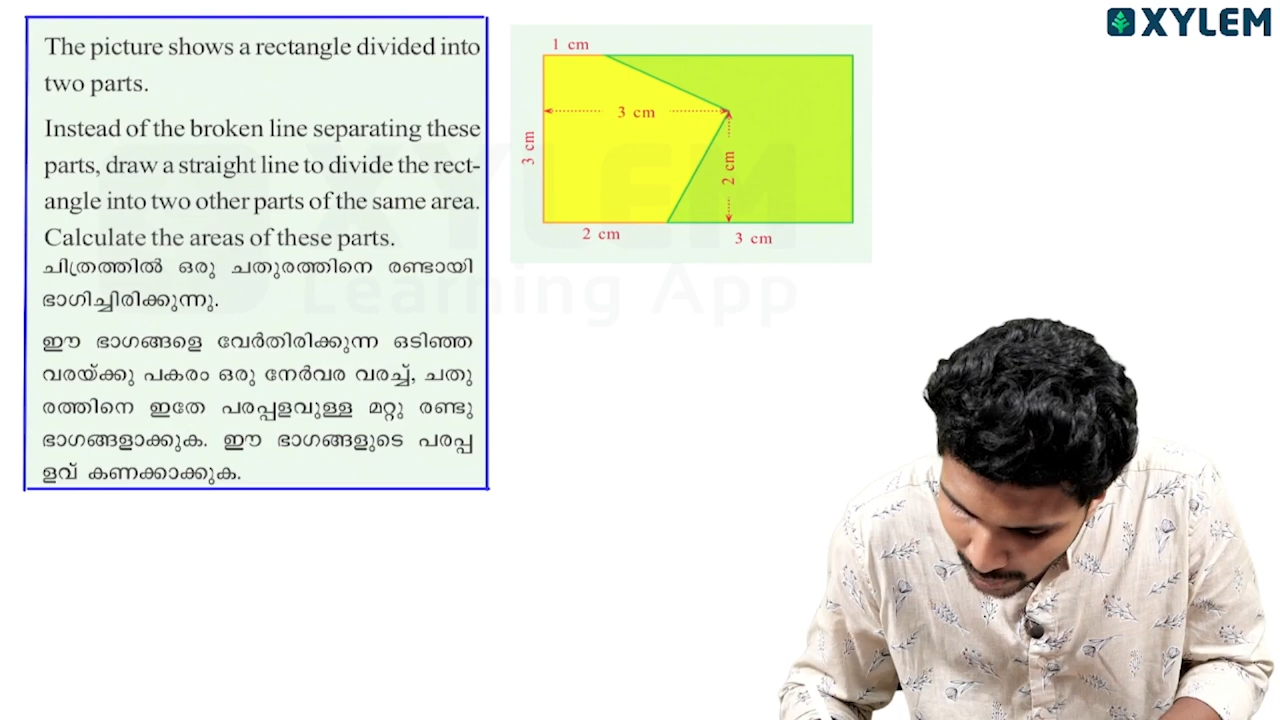 XYLEM
The picture shows a rectangle divided into
two parts.
Instead of the broken line separating these
parts, draw a straight line to divide the rect-
angle into two other parts of the same area.
Calculate the areas of these parts.
ചിത്രത്തിൽ ഒരു ചതുരത്തിനെ രണ്ടായി
ഭാഗിച്ചിരിക്കുന്നു.
ഈ ഭാഗങ്ങളെ വേർതിരിക്കുന്ന ഒടിഞ്ഞ
വരയ്ക്കു പകരം ഒരു നേർവര വരച്ച്, ചതു
രത്തിനെ ഇതേ പരപ്പളവുള്ള മറ്റു രണ്ടു
ഭാഗങ്ങളാക്കുക. ഈ ഭാഗങ്ങളുടെ പരപ്പ
ളവ് കണക്കാക്കുക.
1 cm
3 cm
3 cm
2 cm
2 cm
3 cm
XYLEM
Learning App